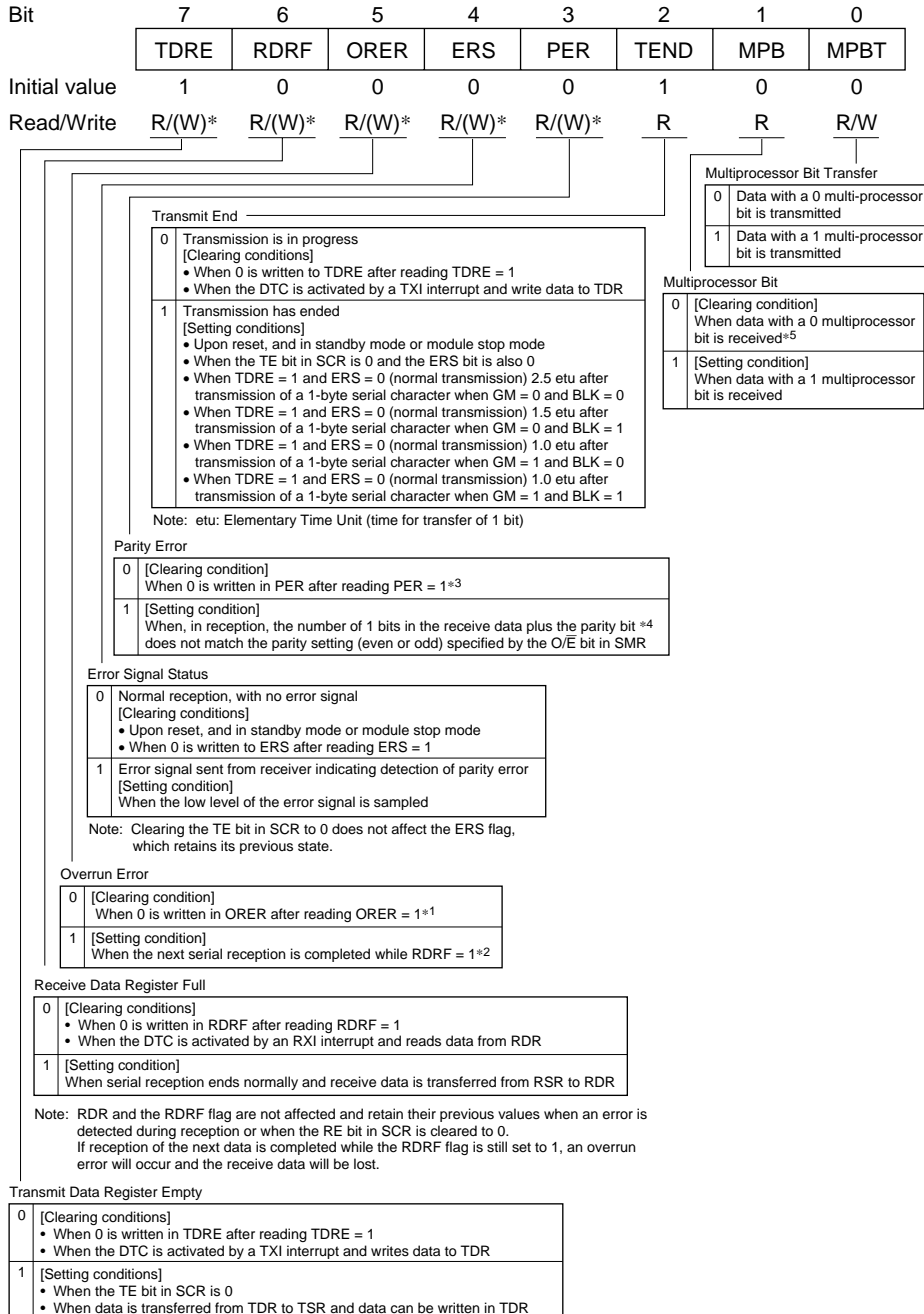 Bit 7 6 5 4 3 2 1 0
TDRE RDRF ORER ERS PER TEND MPB MPBT
Initial value 1 0 0 0 0 1 0 0
Read/Write R/(W)* R/(W)* R/(W)* R/(W)* R/(W)* R R R/W
Multiprocessor Bit Transfer
0 Data with a 0 multi-processor
bit is transmitted
1 Data with a 1 multi-processor
bit is transmitted
Multiprocessor Bit
0 [Clearing condition]
When data with a 0 multiprocessor
bit is received*5
1 [Setting condition]
When data with a 1 multiprocessor
bit is received
Transmit End
0 Transmission is in progress
[Clearing conditions]
• When 0 is written to TDRE after reading TDRE = 1
• When the DTC is activated by a TXI interrupt and write data to TDR
1 Transmission has ended
[Setting conditions]
• Upon reset, and in standby mode or module stop mode
• When the TE bit in SCR is 0 and the ERS bit is also 0
• When TDRE = 1 and ERS = 0 (normal transmission) 2.5 etu after
transmission of a 1-byte serial character when GM = 0 and BLK = 0
• When TDRE = 1 and ERS = 0 (normal transmission) 1.5 etu after
transmission of a 1-byte serial character when GM = 0 and BLK = 1
• When TDRE = 1 and ERS = 0 (normal transmission) 1.0 etu after
transmission of a 1-byte serial character when GM = 1 and BLK = 0
• When TDRE = 1 and ERS = 0 (normal transmission) 1.0 etu after
transmission of a 1-byte serial character when GM = 1 and BLK = 1
Note: etu: Elementary Time Unit (time for transfer of 1 bit)
Parity Error
0 [Clearing condition]
When 0 is written in PER after reading PER = 1*3
1 [Setting condition]
When, in reception, the number of 1 bits in the receive data plus the parity bit *4
does not match the parity setting (even or odd) specified by the O/E̅ bit in SMR
Error Signal Status
0 Normal reception, with no error signal
[Clearing conditions]
• Upon reset, and in standby mode or module stop mode
• When 0 is written to ERS after reading ERS = 1
1 Error signal sent from receiver indicating detection of parity error
[Setting condition]
When the low level of the error signal is sampled
Note: Clearing the TE bit in SCR to 0 does not affect the ERS flag,
which retains its previous state.
Overrun Error
0 [Clearing condition]
When 0 is written in ORER after reading ORER = 1*1
1 [Setting condition]
When the next serial reception is completed while RDRF = 1*2
Receive Data Register Full
0 [Clearing conditions]
• When 0 is written in RDRF after reading RDRF = 1
• When the DTC is activated by an RXI interrupt and reads data from RDR
1 [Setting condition]
When serial reception ends normally and receive data is transferred from RSR to RDR
Note: RDR and the RDRF flag are not affected and retain their previous values when an error is
detected during reception or when the RE bit in SCR is cleared to 0.
If reception of the next data is completed while the RDRF flag is still set to 1, an overrun
error will occur and the receive data will be lost.
Transmit Data Register Empty
0 [Clearing conditions]
• When 0 is written in TDRE after reading TDRE = 1
• When the DTC is activated by a TXI interrupt and writes data to TDR
1 [Setting conditions]
• When the TE bit in SCR is 0
• When data is transferred from TDR to TSR and data can be written in TDR